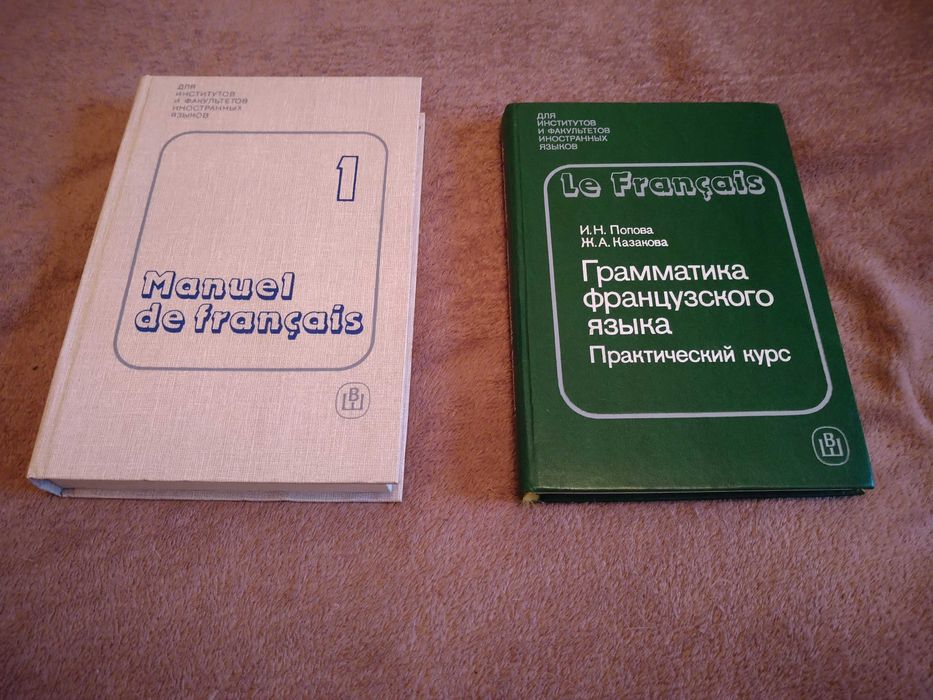 ДЛЯ
ИНСТИТУТОВ
И ФАКУЛЬТЕТОВ
ИНОСТРАННЫХ
ЯЗЫКОВ
1
Manuel
de français
ВШ
ДЛЯ
ИНСТИТУТОВ
И ФАКУЛЬТЕТОВ
ИНОСТРАННЫХ
ЯЗЫКОВ
Le Français
И.Н. Попова
Ж.А. Казакова
Грамматика
французского
языка
Практический курс
ВШ